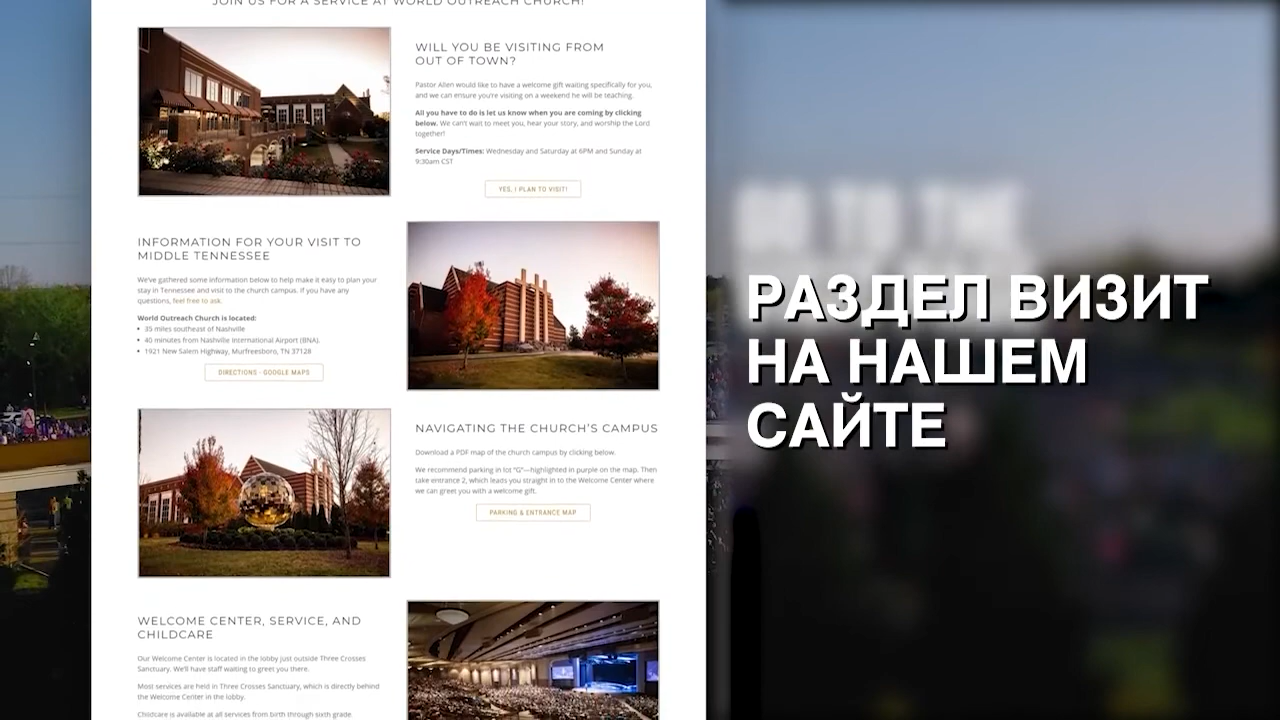 JOIN US FOR A SERVICE AT WORLD OUTREACH CHURCH!
WILL YOU BE VISITING FROM
OUT OF TOWN?
Pastor Allen would like to have a welcome gift waiting specifically for you,
and we can ensure you're visiting on a weekend he will be teaching.
All you have to do is let us know when you are coming by clicking
below. We can't wait to meet you, hear your story, and worship the Lord
together!
Service Days/Times: Wednesday and Saturday at 6PM and Sunday at
9:30am CST
YES, I PLAN TO VISIT!
INFORMATION FOR YOUR VISIT TO
MIDDLE TENNESSEE
We've gathered some information below to help make it easy to plan your
stay in Tennessee and visit to the church campus. If you have any
questions, feel free to ask.
World Outreach Church is located:
• 35 miles southeast of Nashville
• 40 minutes from Nashville International Airport (BNA).
• 1921 New Salem Highway, Murfreesboro, TN 37128
DIRECTIONS - GOOGLE MAPS
NAVIGATING THE CHURCH'S CAMPUS
Download a PDF map of the church campus by clicking below.
We recommend parking in lot "G"—highlighted in purple on the map. Then
take entrance 2, which leads you straight in to the Welcome Center where
we can greet you with a welcome gift.
PARKING & ENTRANCE MAP
WELCOME CENTER, SERVICE, AND
CHILDCARE
Our Welcome Center is located in the lobby just outside Three Crosses
Sanctuary. We'll have staff waiting to greet you there.
Most services are held in Three Crosses Sanctuary, which is directly behind
the Welcome Center in the lobby.
Childcare is available at all services from birth through sixth grade
GO TO THE
РАЗДЕЛ ВИЗИТ
НА НАШЕМ
САЙТЕ